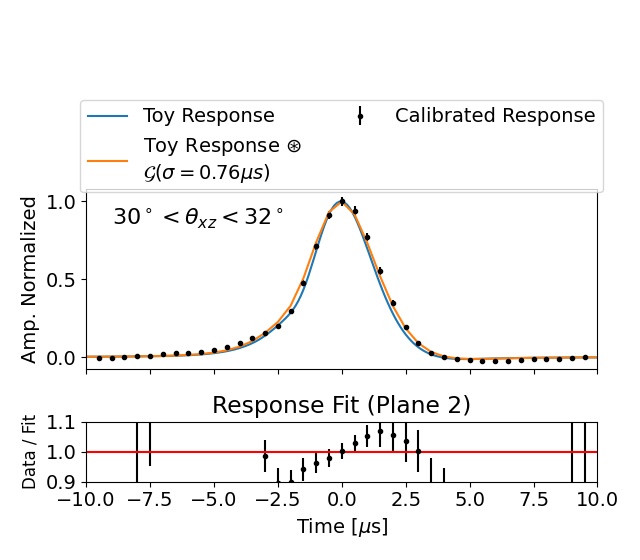 Toy Response
Calibrated Response
Toy Response ⊛
𝒢(σ = 0.76μs)
30° < θxz < 32°
1.0
0.5
0.0
Amp. Normalized
Response Fit (Plane 2)
1.1
1.0
0.9
Data / Fit
−10.0 −7.5 −5.0 −2.5 0.0 2.5 5.0 7.5 10.0
Time [μs]